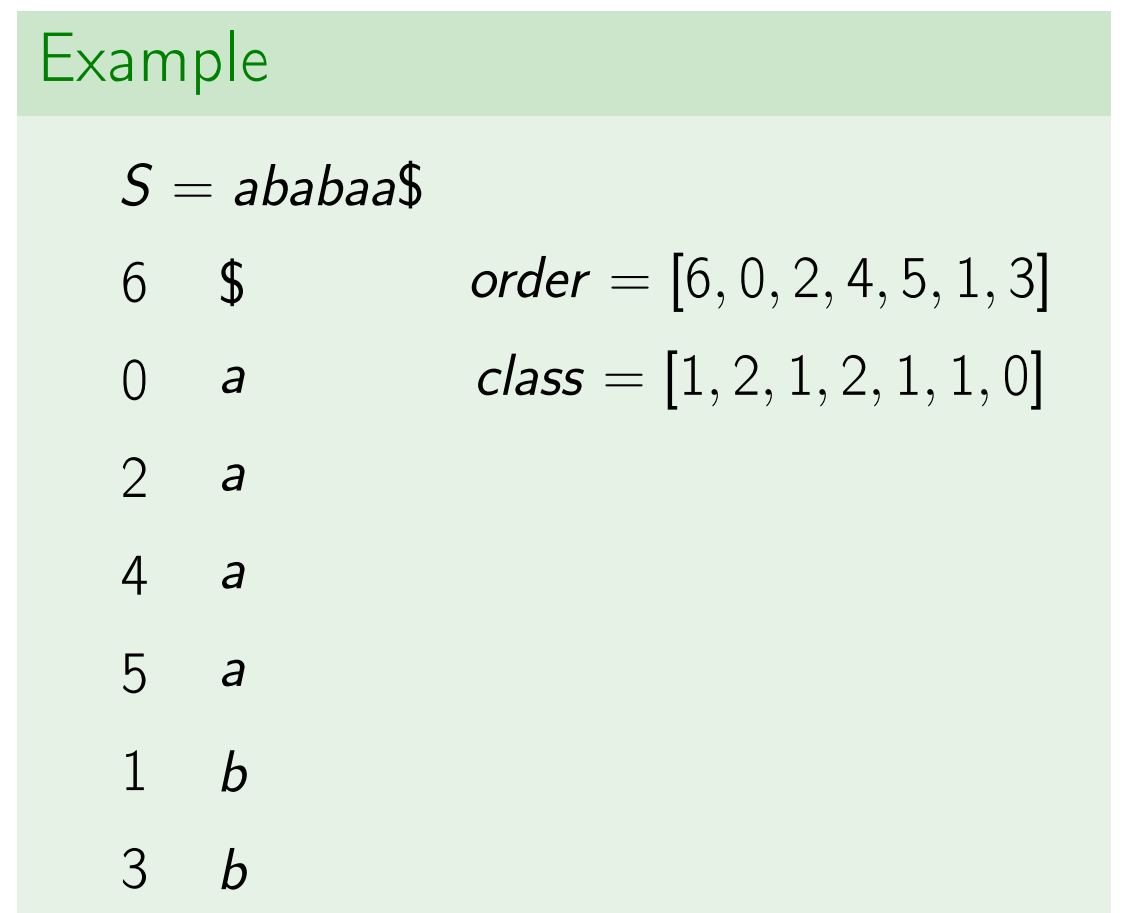 Example
S = ababaa$
6 $ order = [6, 0, 2, 4, 5, 1, 3]
0 a class = [1, 2, 1, 2, 1, 1, 0]
2 a
4 a
5 a
1 b
3 b